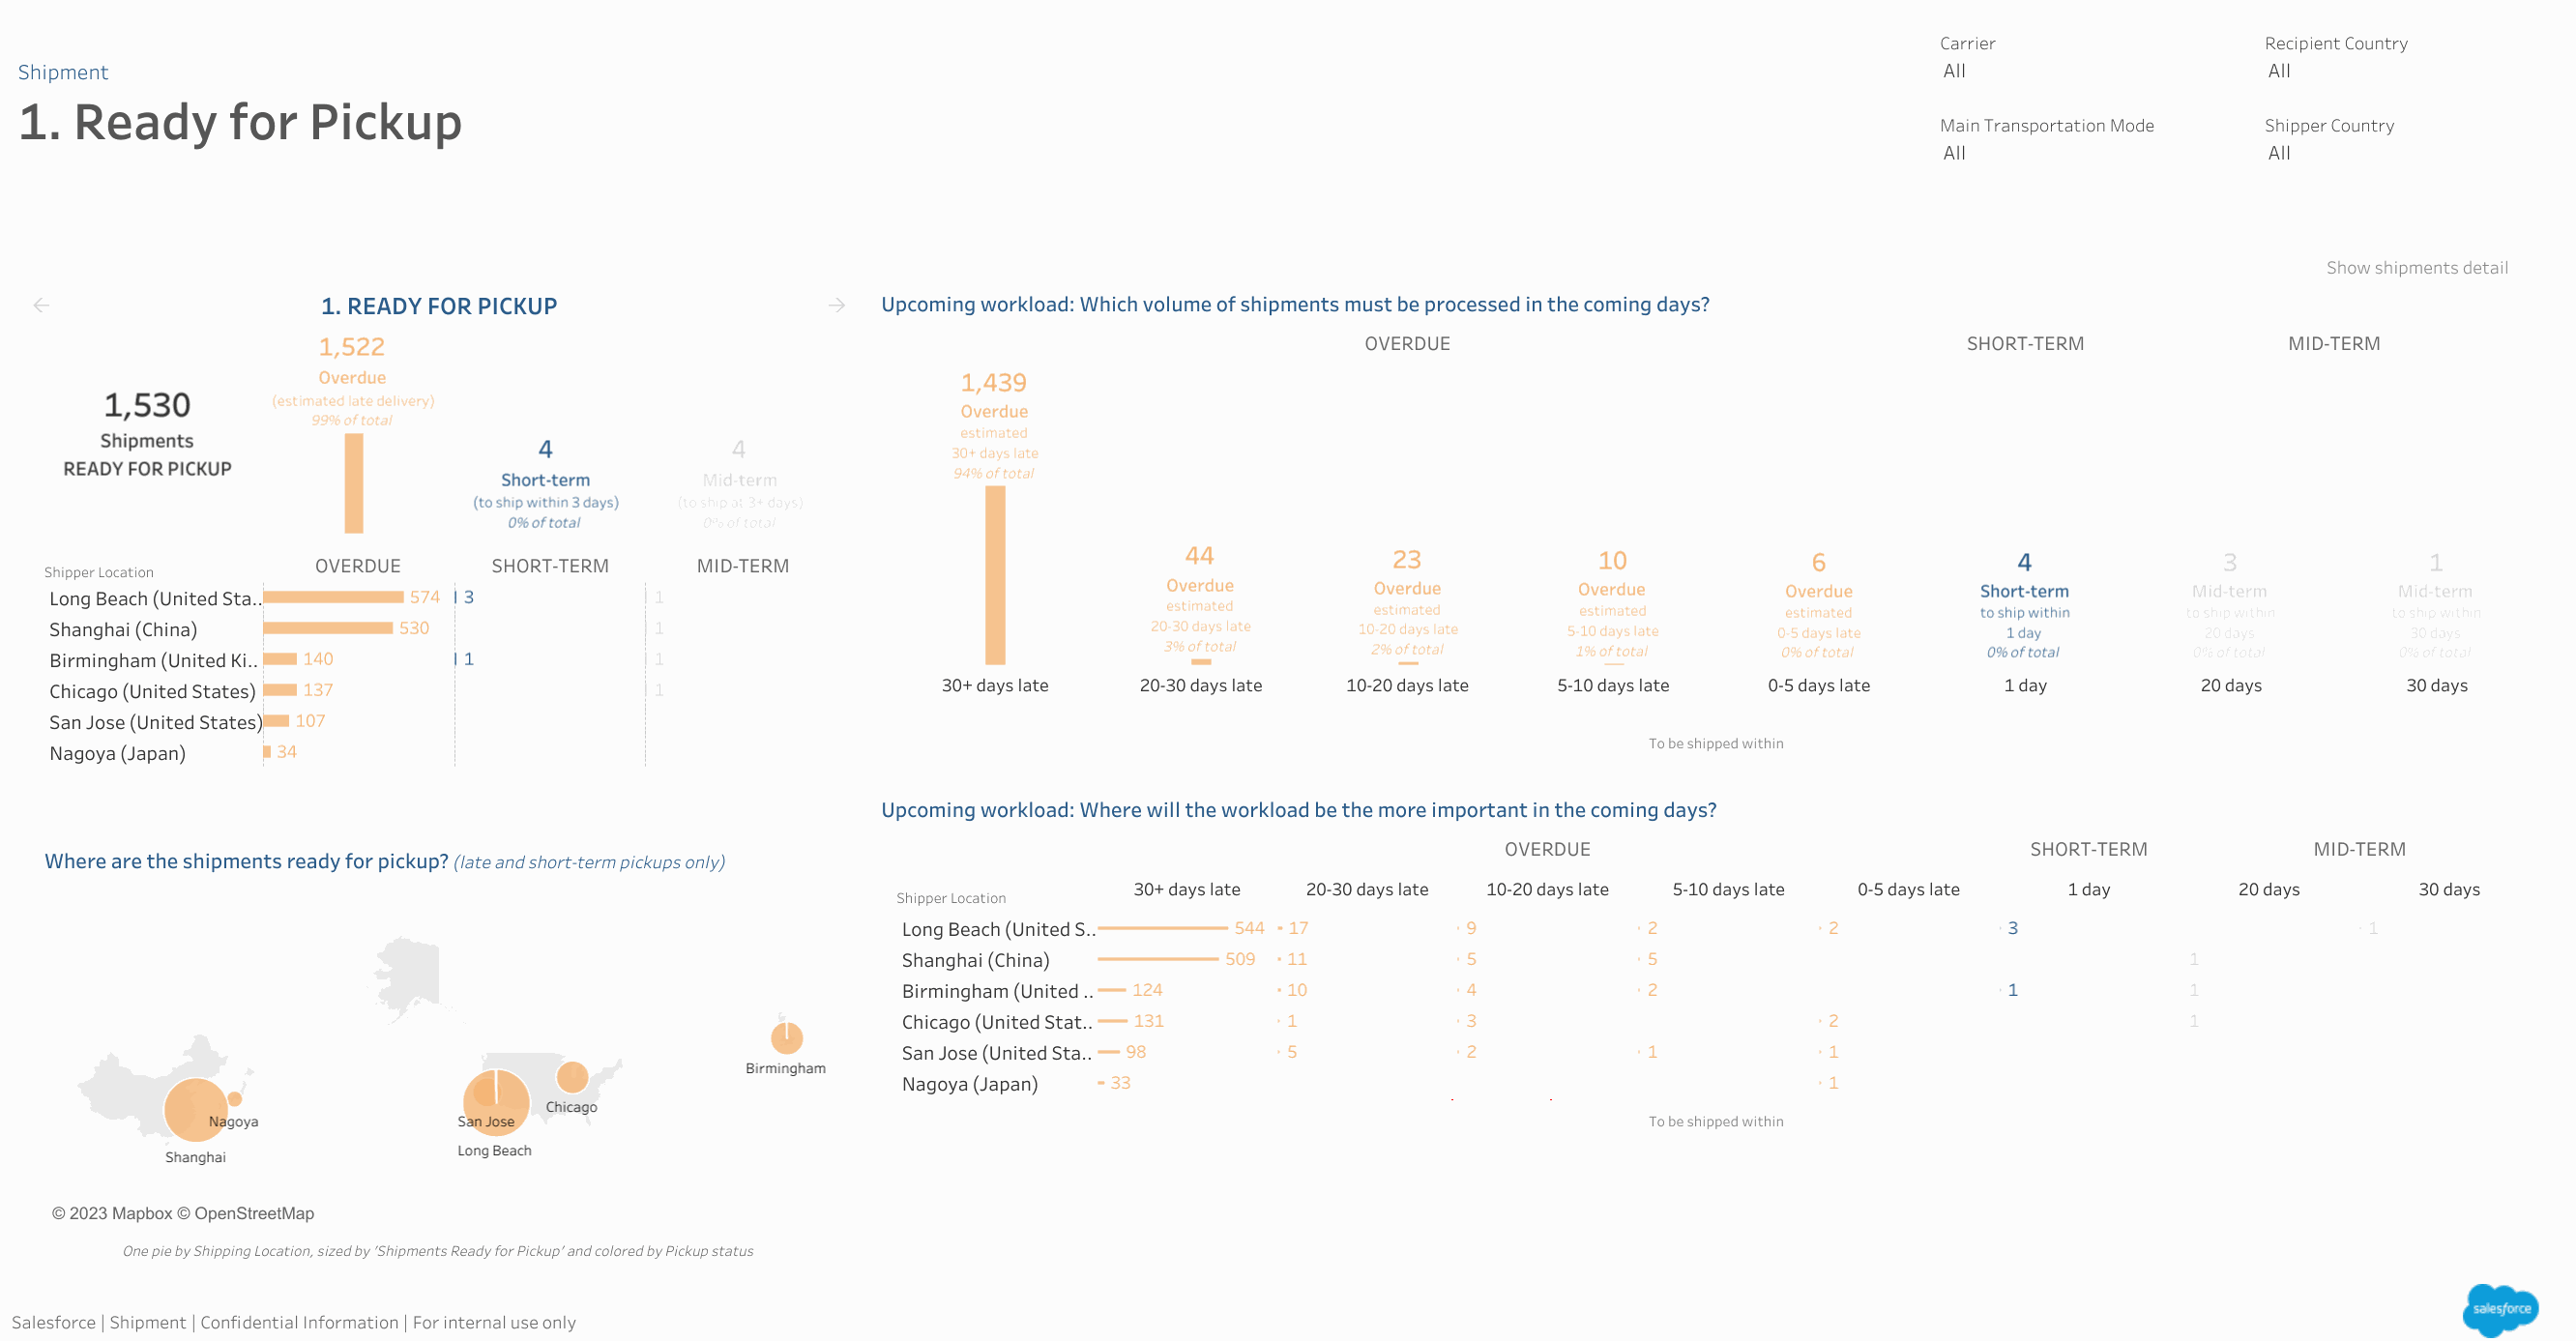 Shipment
1. Ready for Pickup
Carrier
All
Recipient Country
All
Main Transportation Mode
All
Shipper Country
All
Show shipments detail
1. READY FOR PICKUP
1,530
Shipments
READY FOR PICKUP
1,522
Overdue
(estimated late delivery)
99% of total
4
Short-term
(to ship within 3 days)
0% of total
4
Mid-term
(to ship at 3+ days)
0% of total
Shipper Location OVERDUE SHORT-TERM MID-TERM
Long Beach (United Sta.. 574 3 1
Shanghai (China) 530 1
Birmingham (United Ki.. 140 1 1
Chicago (United States) 137 1
San Jose (United States) 107
Nagoya (Japan) 34
Where are the shipments ready for pickup? (late and short-term pickups only)
Birmingham
Chicago
San Jose
Long Beach
Nagoya
Shanghai
© 2023 Mapbox © OpenStreetMap
One pie by Shipping Location, sized by 'Shipments Ready for Pickup' and colored by Pickup status
Upcoming workload: Which volume of shipments must be processed in the coming days?
OVERDUE SHORT-TERM MID-TERM
1,439
Overdue
estimated
30+ days late
94% of total
44
Overdue
estimated
20-30 days late
3% of total
23
Overdue
estimated
10-20 days late
2% of total
10
Overdue
estimated
5-10 days late
1% of total
6
Overdue
estimated
0-5 days late
0% of total
4
Short-term
to ship within
1 day
0% of total
3
Mid-term
to ship within
20 days
0% of total
1
Mid-term
to ship within
30 days
0% of total
30+ days late 20-30 days late 10-20 days late 5-10 days late 0-5 days late 1 day 20 days 30 days
To be shipped within
Upcoming workload: Where will the workload be the more important in the coming days?
OVERDUE SHORT-TERM MID-TERM
Shipper Location 30+ days late 20-30 days late 10-20 days late 5-10 days late 0-5 days late 1 day 20 days 30 days
Long Beach (United S.. 544 17 9 2 2 3 1
Shanghai (China) 509 11 5 5 1
Birmingham (United .. 124 10 4 2 1 1
Chicago (United Stat.. 131 1 3 2 1
San Jose (United Sta.. 98 5 2 1 1
Nagoya (Japan) 33 1
To be shipped within
Salesforce | Shipment | Confidential Information | For internal use only
salesforce